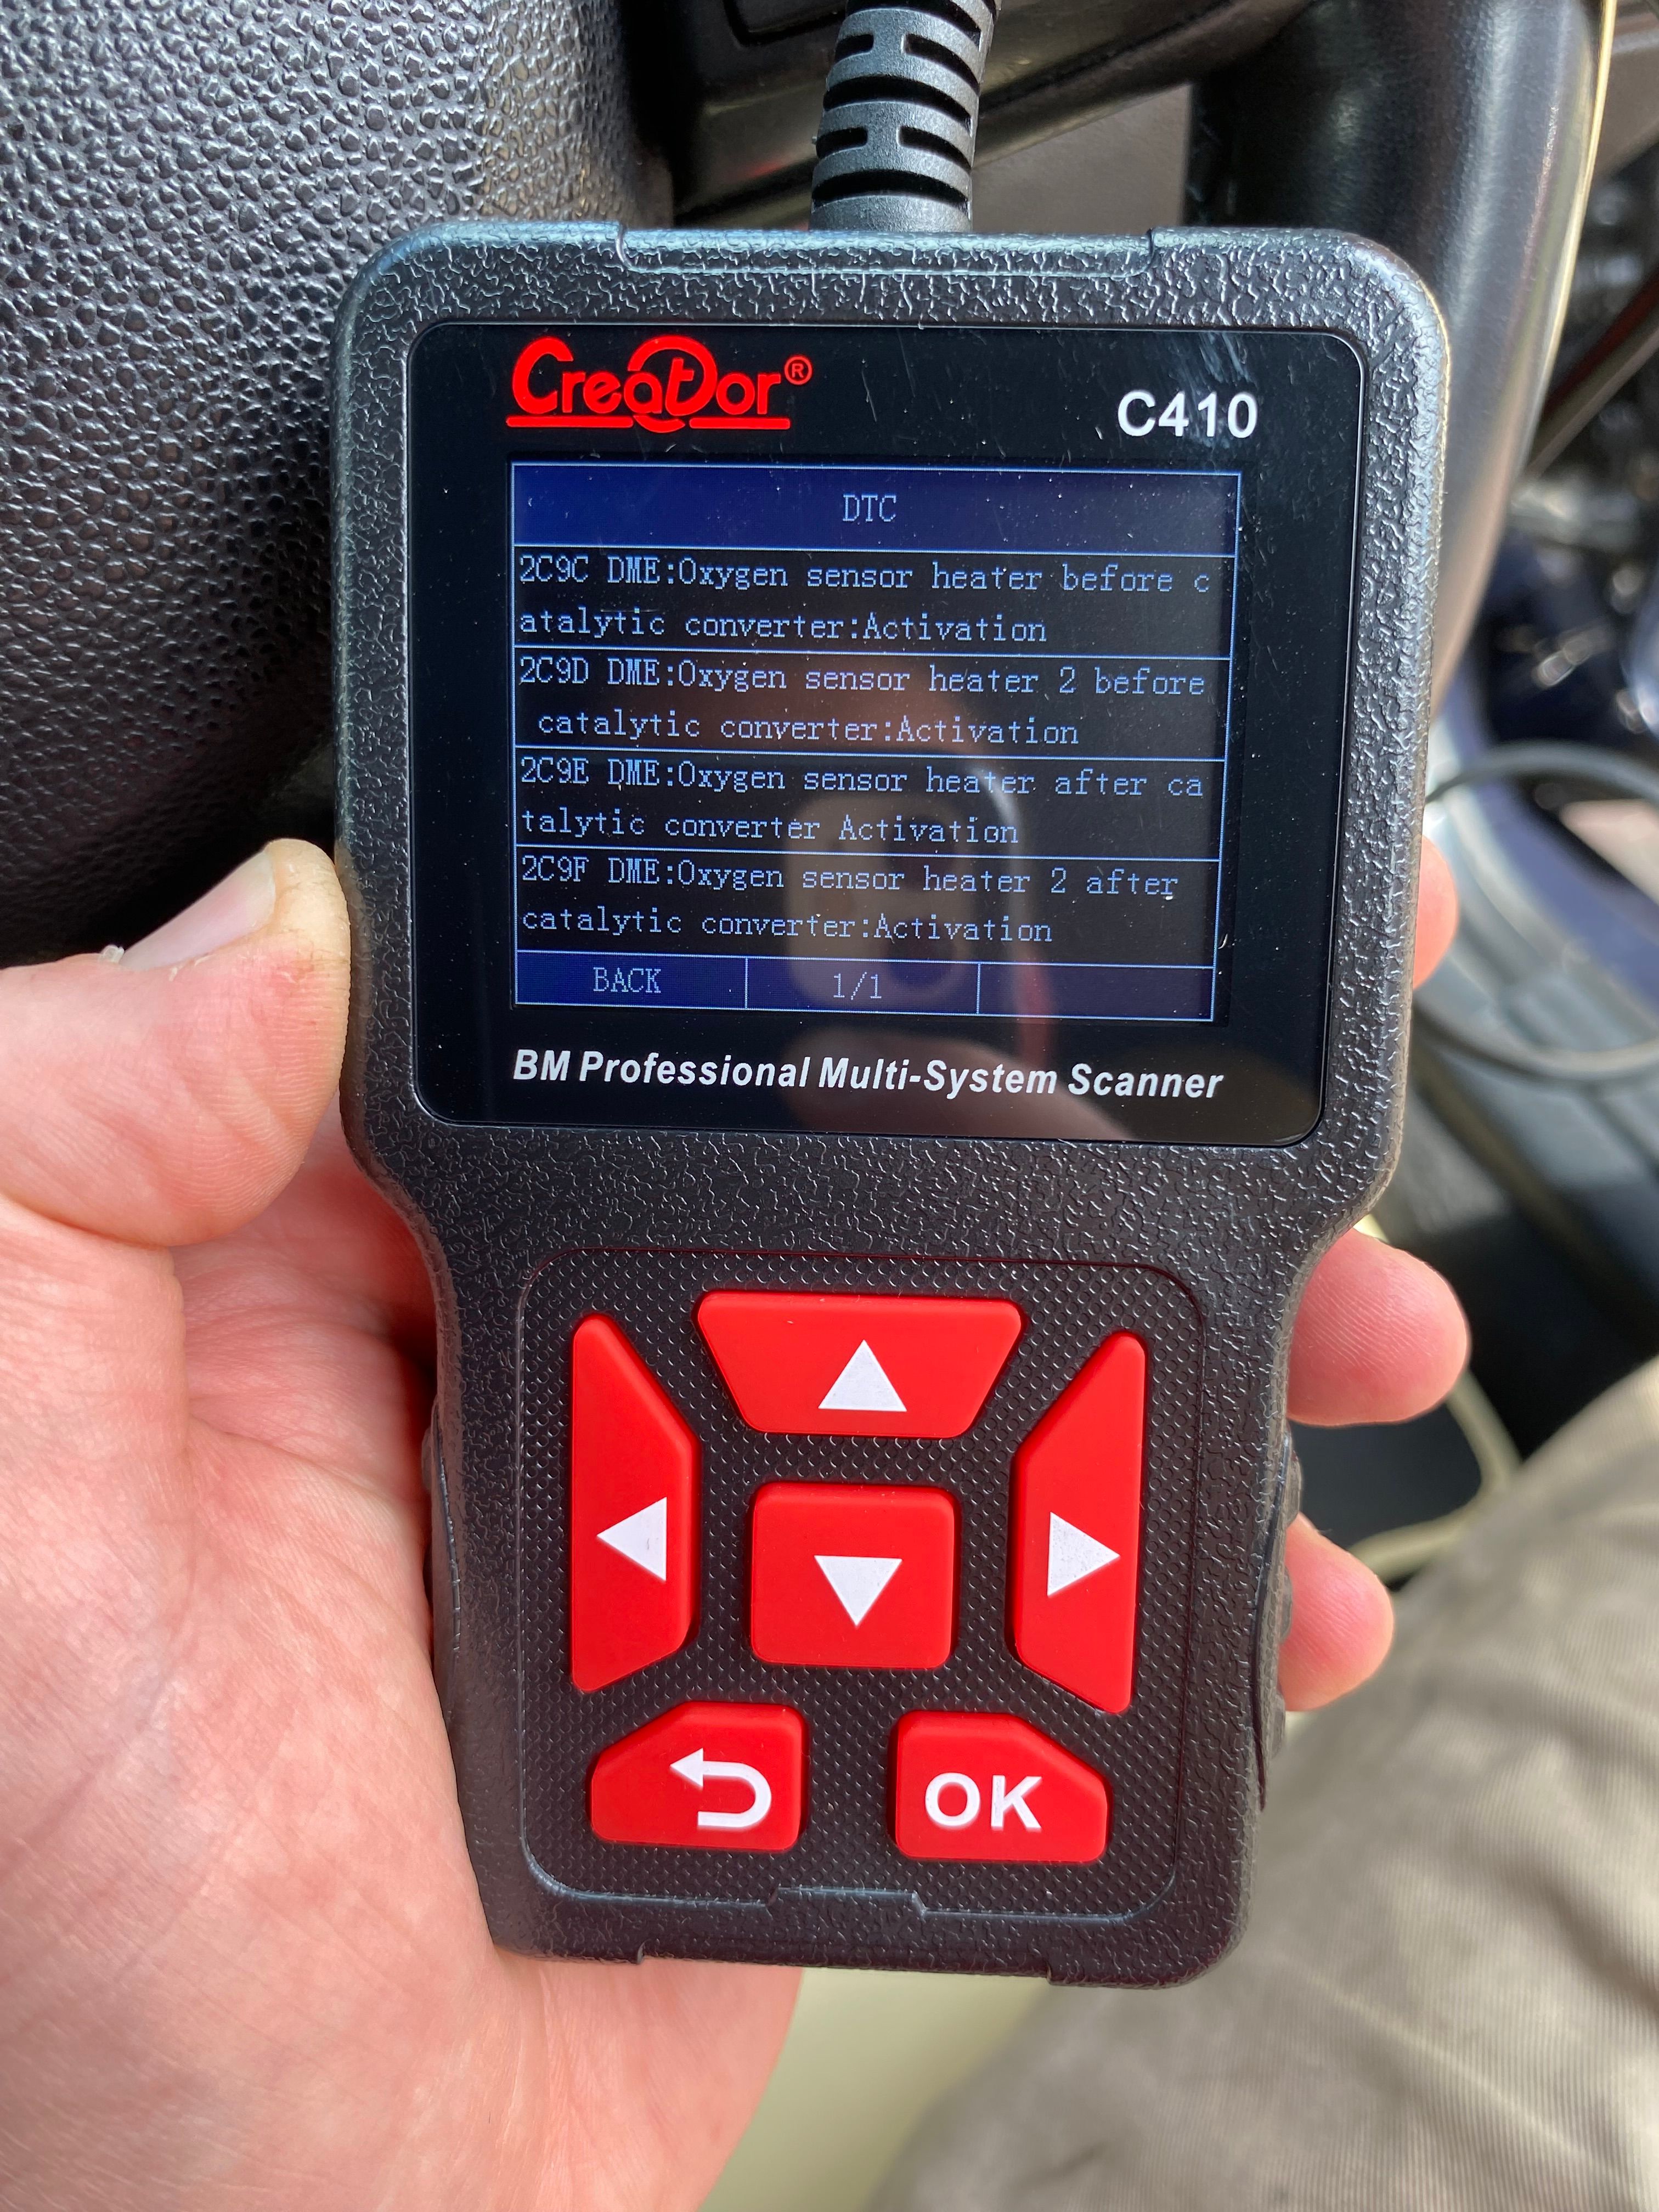 CreaDor®
C410
DTC
2C9C DME:Oxygen sensor heater before c
atalytic converter:Activation
2C9D DME:Oxygen sensor heater 2 before
catalytic converter:Activation
2C9E DME:Oxygen sensor heater after ca
talytic converter Activation
2C9F DME:Oxygen sensor heater 2 after
catalytic converter:Activation
BACK 1/1
BM Professional Multi-System Scanner
OK